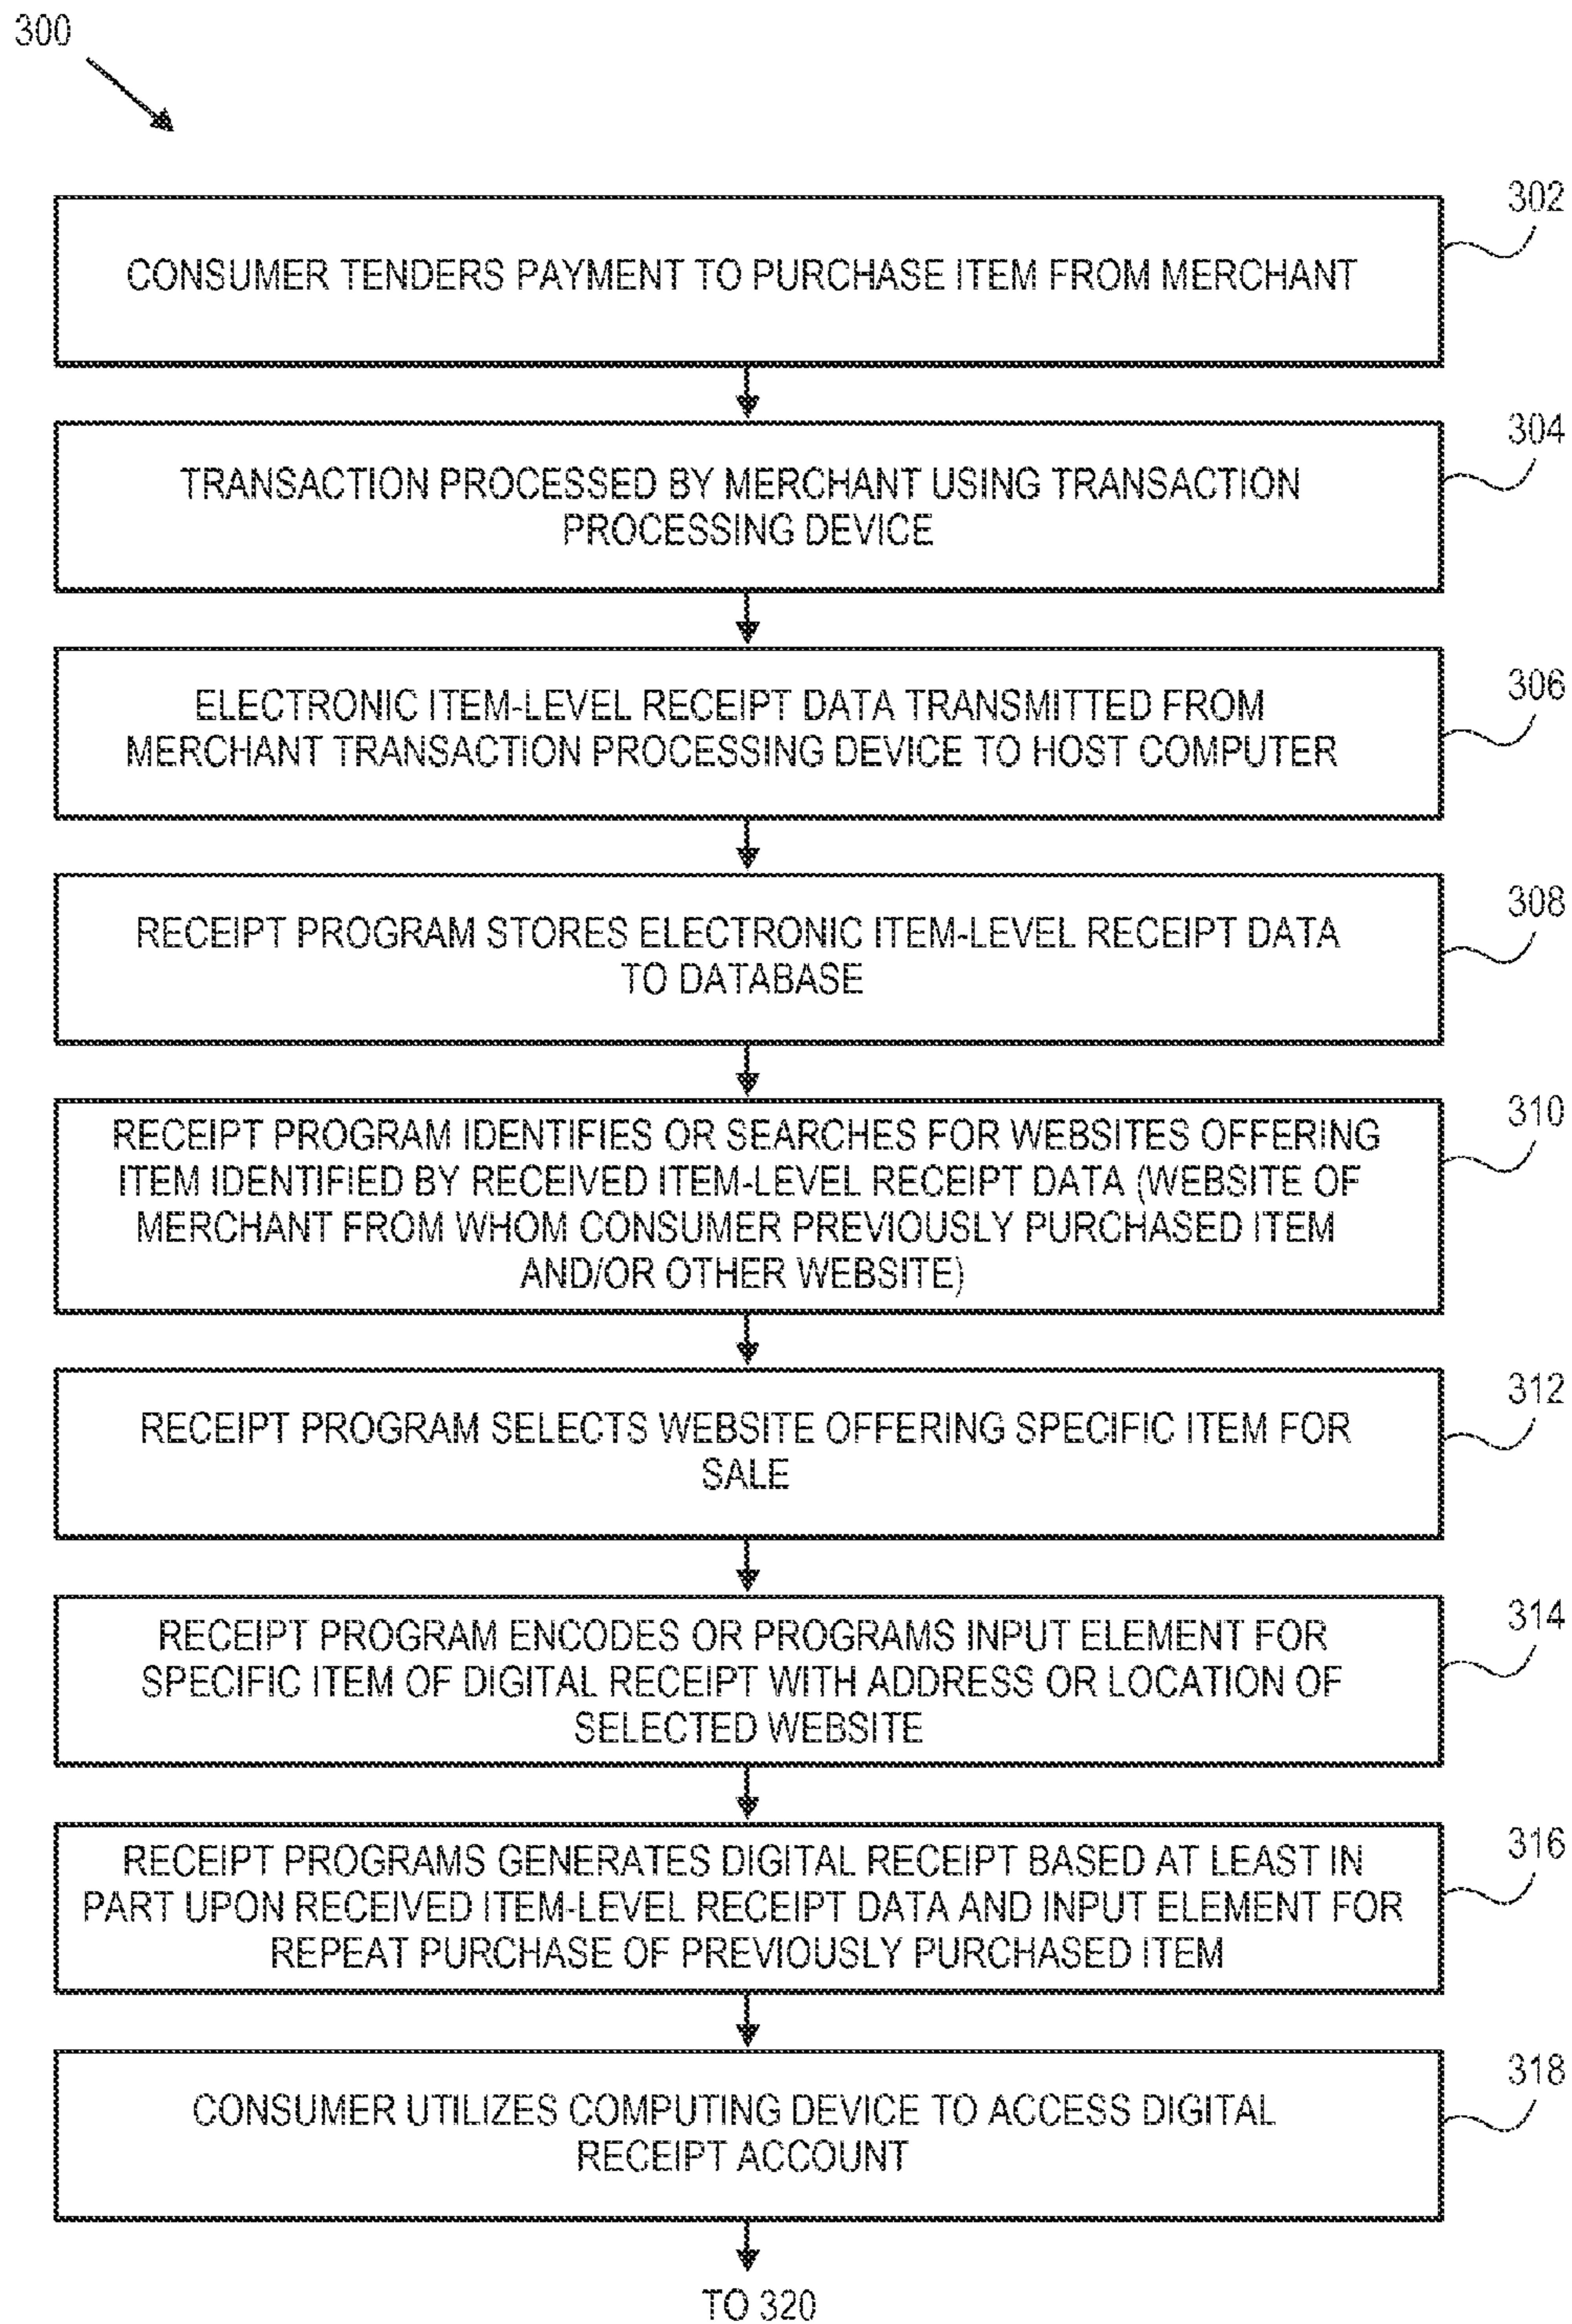 300
302
CONSUMER TENDERS PAYMENT TO PURCHASE ITEM FROM MERCHANT
304
TRANSACTION PROCESSED BY MERCHANT USING TRANSACTION
PROCESSING DEVICE
306
ELECTRONIC ITEM-LEVEL RECEIPT DATA TRANSMITTED FROM
MERCHANT TRANSACTION PROCESSING DEVICE TO HOST COMPUTER
308
RECEIPT PROGRAM STORES ELECTRONIC ITEM-LEVEL RECEIPT DATA
TO DATABASE
310
RECEIPT PROGRAM IDENTIFIES OR SEARCHES FOR WEBSITES OFFERING
ITEM IDENTIFIED BY RECEIVED ITEM-LEVEL RECEIPT DATA (WEBSITE OF
MERCHANT FROM WHOM CONSUMER PREVIOUSLY PURCHASED ITEM
AND/OR OTHER WEBSITE)
312
RECEIPT PROGRAM SELECTS WEBSITE OFFERING SPECIFIC ITEM FOR
SALE
314
RECEIPT PROGRAM ENCODES OR PROGRAMS INPUT ELEMENT FOR
SPECIFIC ITEM OF DIGITAL RECEIPT WITH ADDRESS OR LOCATION OF
SELECTED WEBSITE
316
RECEIPT PROGRAMS GENERATES DIGITAL RECEIPT BASED AT LEAST IN
PART UPON RECEIVED ITEM-LEVEL RECEIPT DATA AND INPUT ELEMENT FOR
REPEAT PURCHASE OF PREVIOUSLY PURCHASED ITEM
318
CONSUMER UTILIZES COMPUTING DEVICE TO ACCESS DIGITAL
RECEIPT ACCOUNT
TO 320